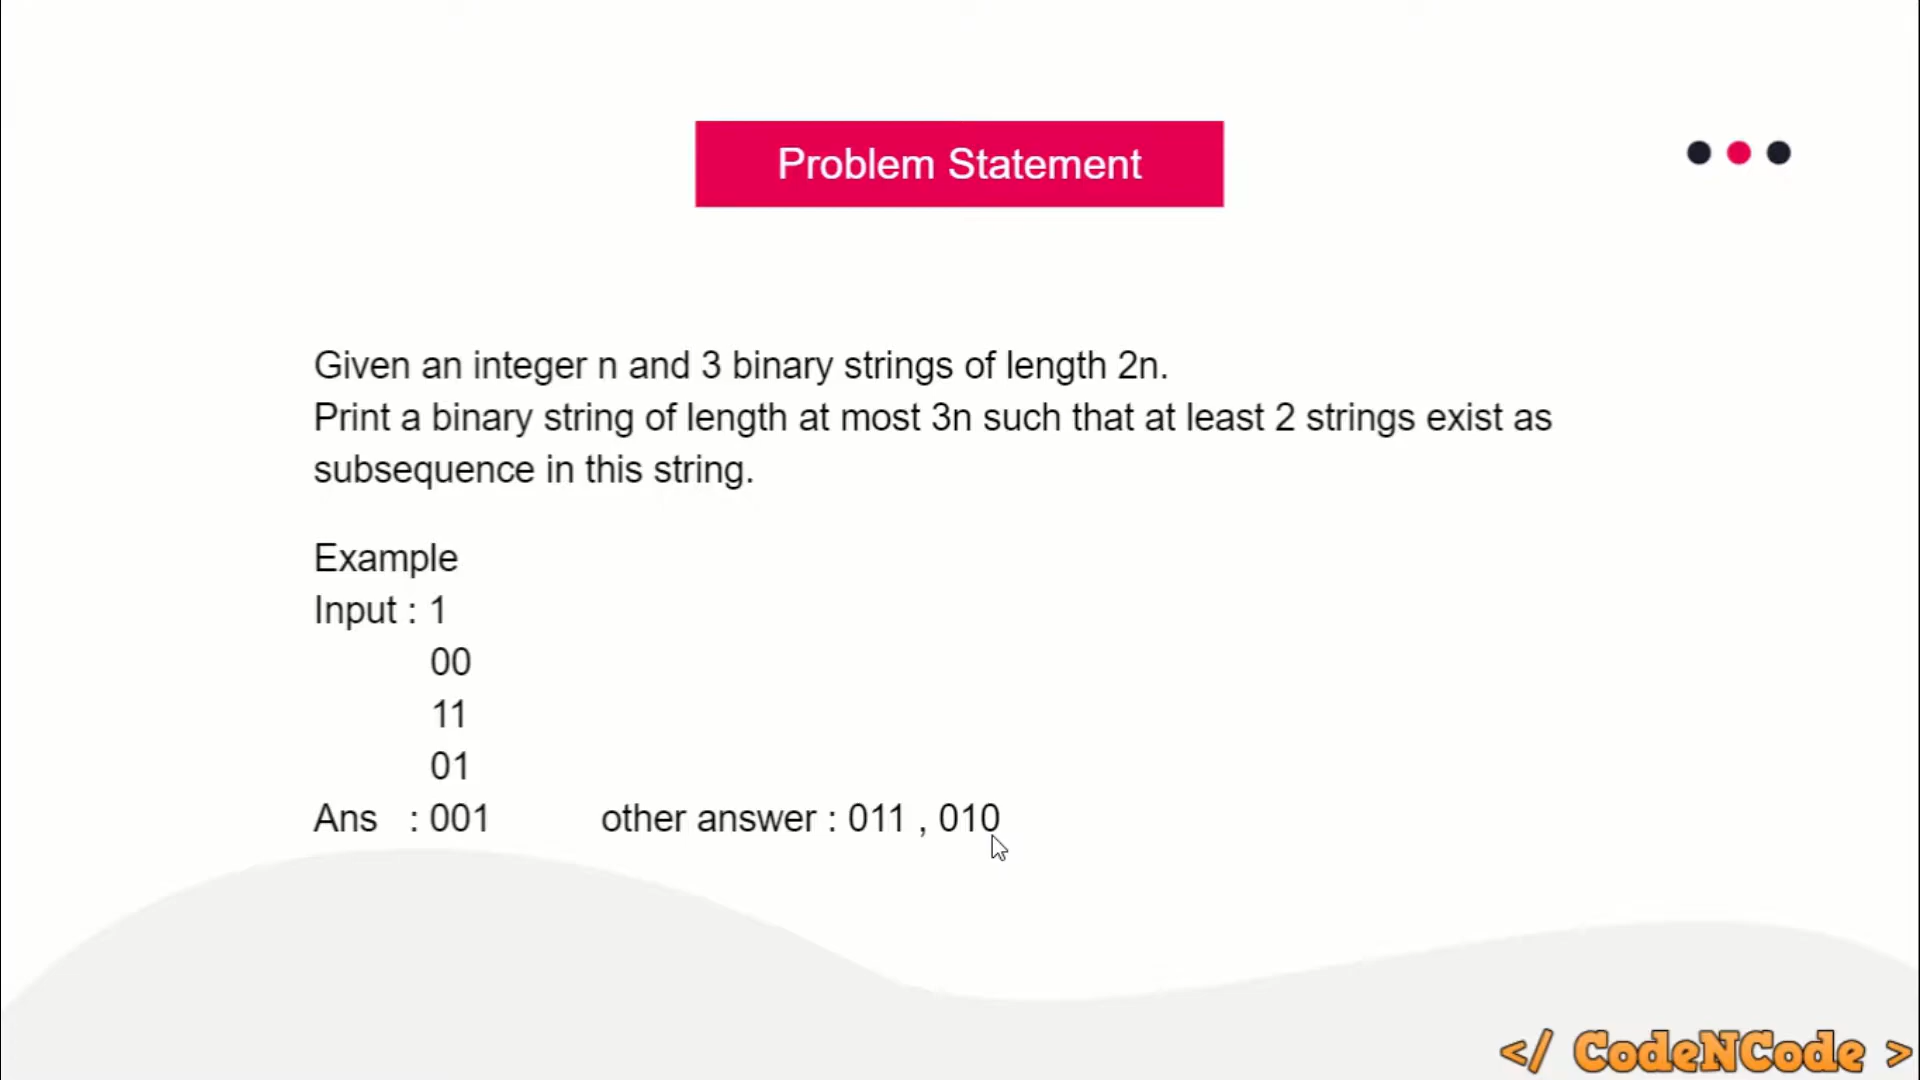 Problem Statement
Given an integer n and 3 binary strings of length 2n.
Print a binary string of length at most 3n such that at least 2 strings exist as
subsequence in this string.
Example
Input : 1
00
11
01
Ans : 001 other answer : 011 , 010
</ CodeNCode >